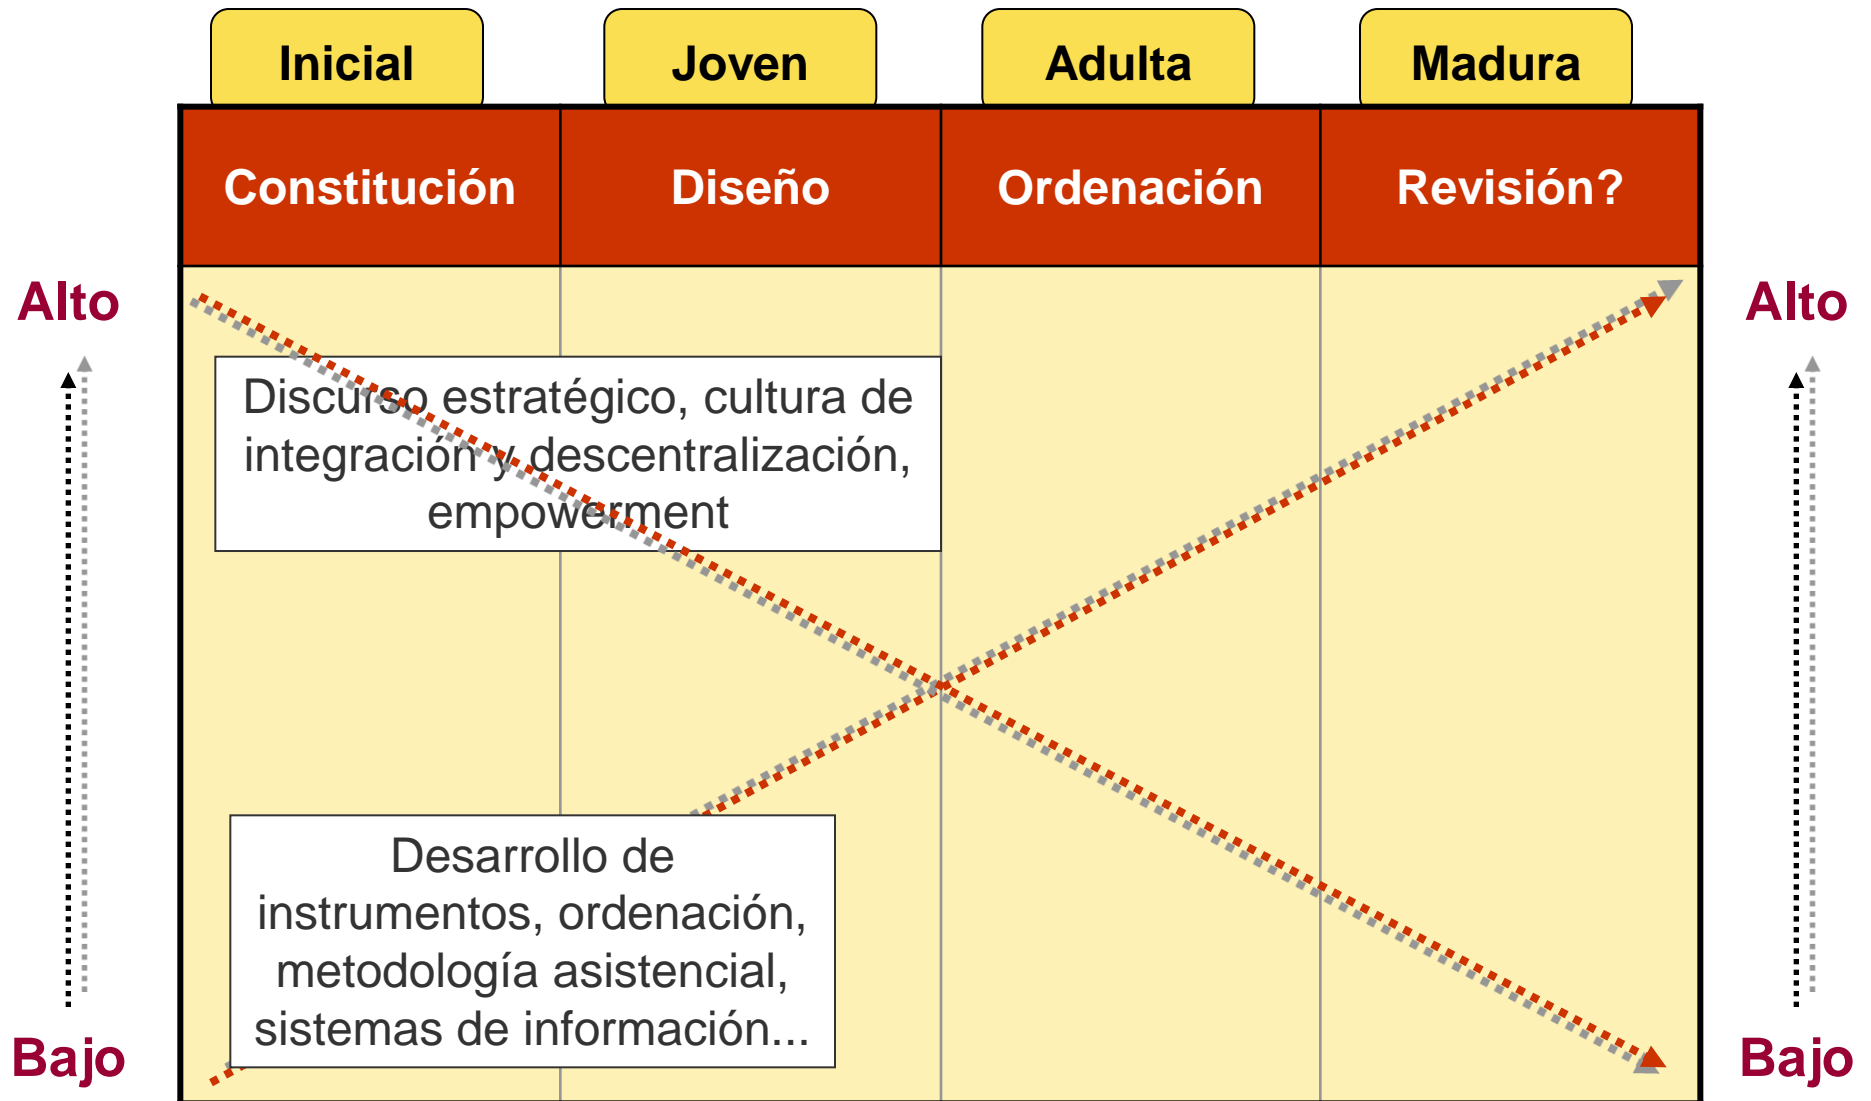 Inicial
Joven
Adulta
Madura
Constitución
Diseño
Ordenación
Revisión?
Alto
Alto
Discurso estratégico, cultura de
integración y descentralización,
empowerment
Desarrollo de
instrumentos, ordenación,
metodología asistencial,
sistemas de información...
Bajo
Bajo